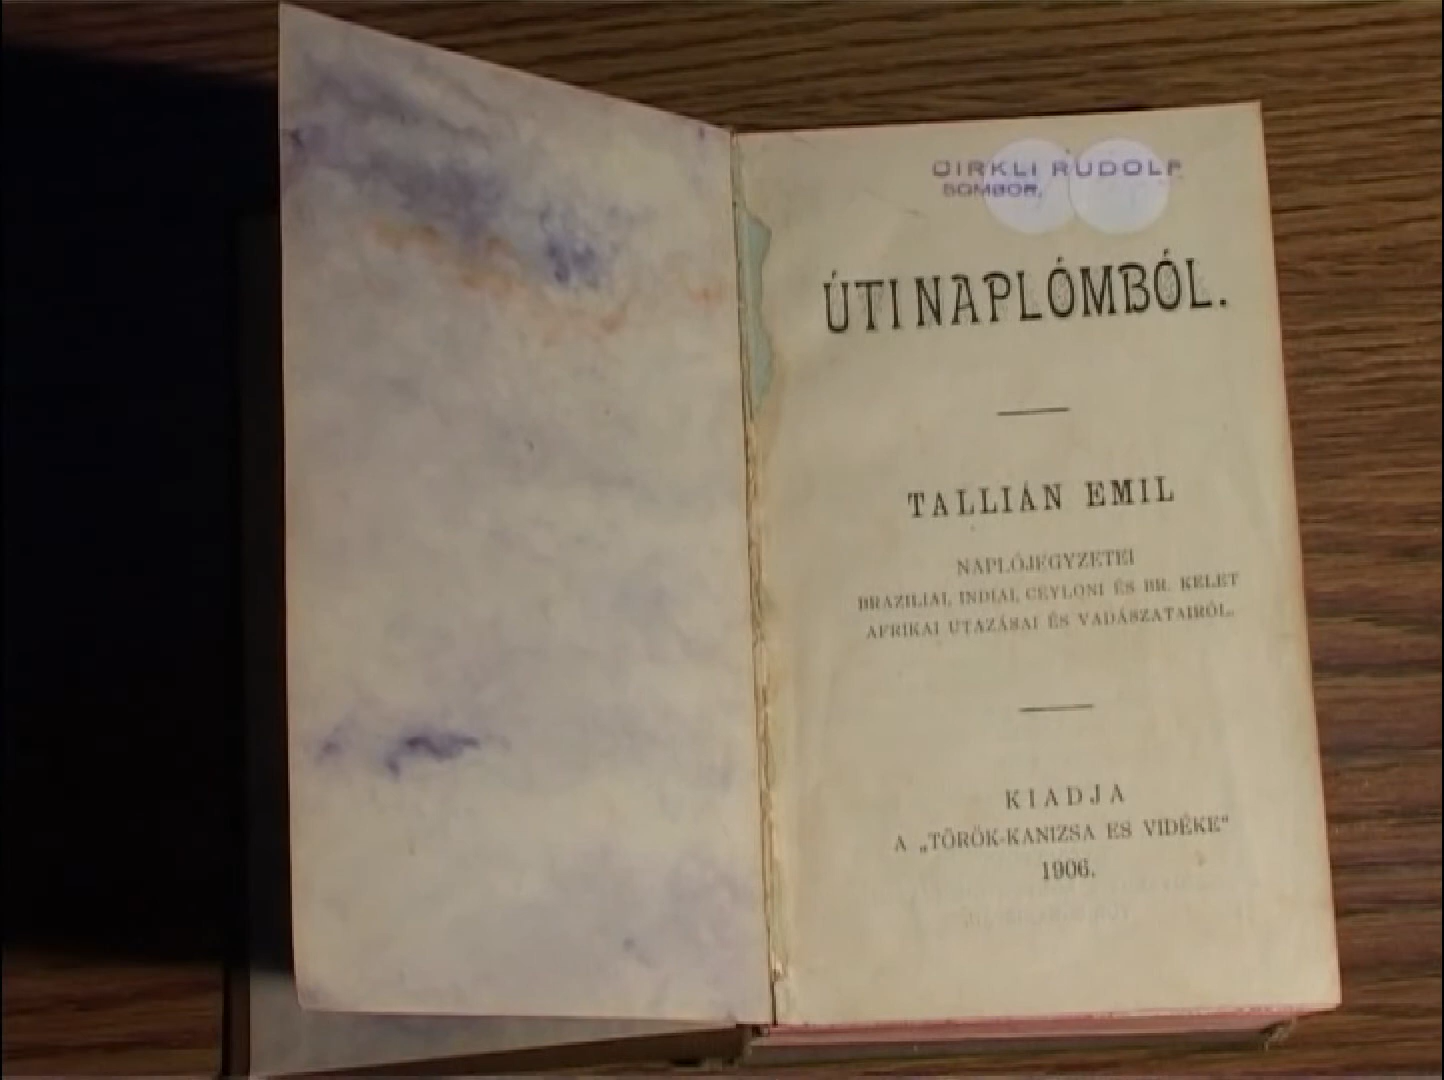 CIRKLI RUDOLF
SOMBOR,
ÚTI NAPLÓMBÓL.
TALLIÁN EMIL
NAPLÓJEGYZETEI
BRAZILIAI, INDIAI, CEYLONI ÉS BR. KELET
AFRIKAI UTAZÁSAI ÉS VADÁSZATAIRÓL.
KIADJA
A „TÖRÖK-KANIZSA ES VIDÉKE“
1906.